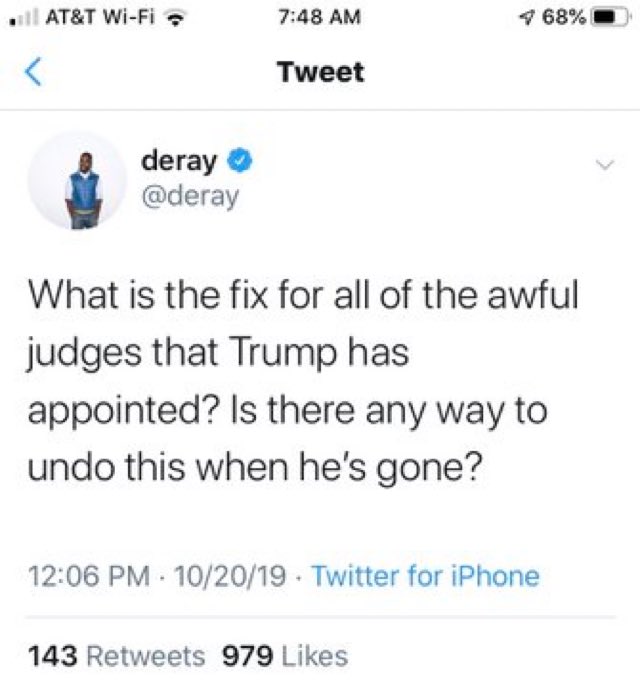 AT&T Wi-Fi 7:48 AM 68%
Tweet
deray
@deray
What is the fix for all of the awful
judges that Trump has
appointed? Is there any way to
undo this when he's gone?
12:06 PM · 10/20/19 · Twitter for iPhone
143 Retweets 979 Likes